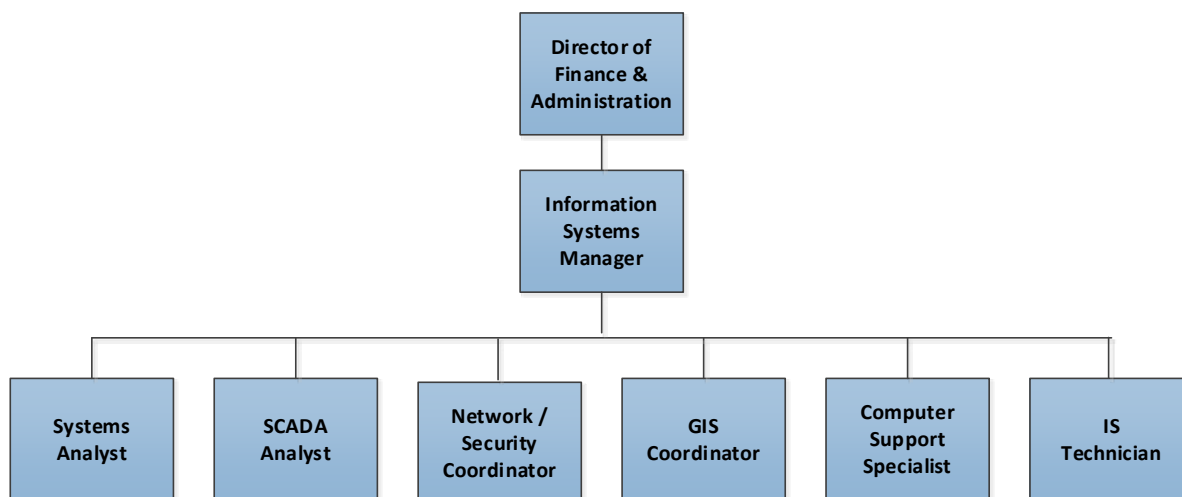 Director of
Finance &
Administration
Information
Systems
Manager
Systems
Analyst
SCADA
Analyst
Network /
Security
Coordinator
GIS
Coordinator
Computer
Support
Specialist
IS
Technician